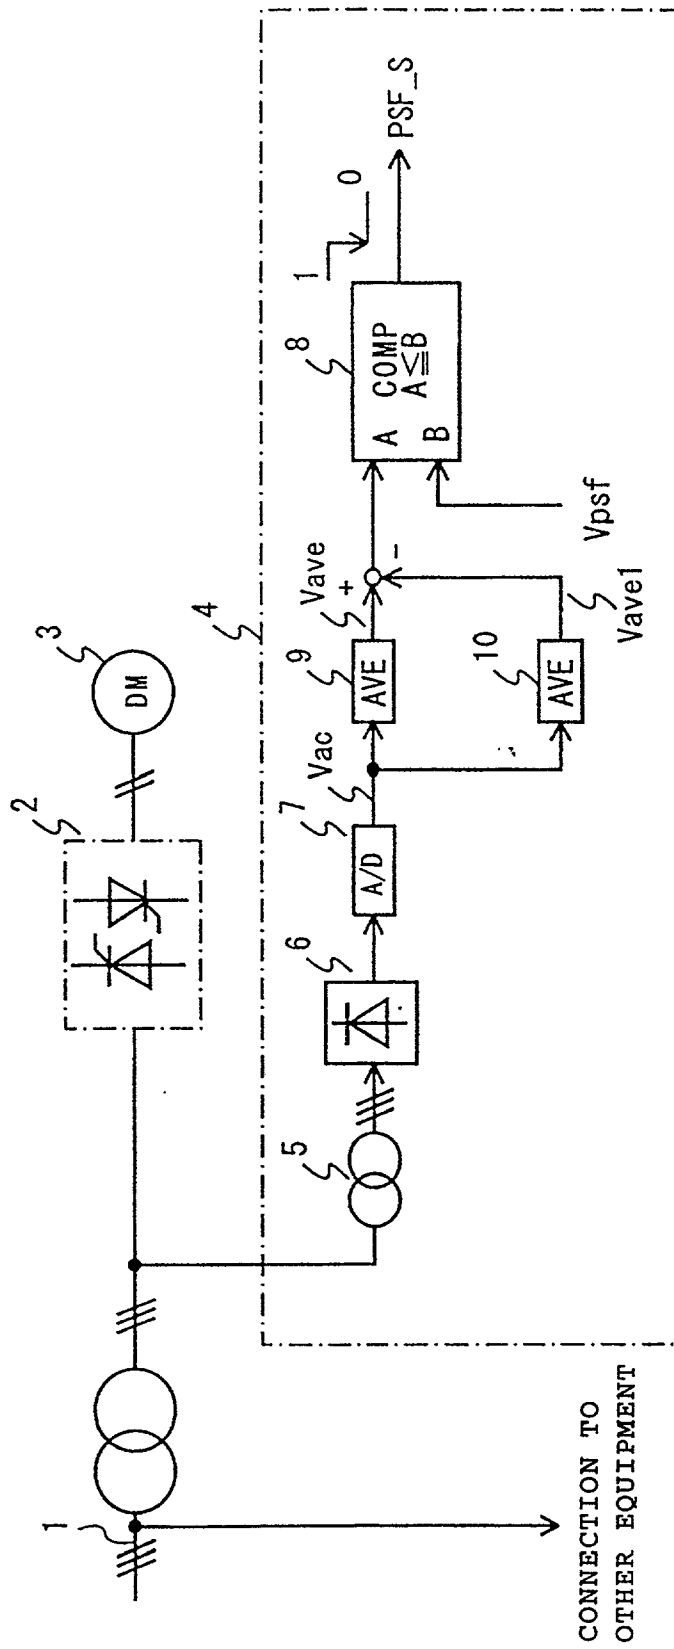 1
CONNECTION TO
OTHER EQUIPMENT
2
3
DM
4
5
6
7
A/D
Vac
9
AVE
Vave
+
-
10
AVE
Vave1
Vpsf
8
A COMP
A≦B
B
1
0
PSF_S